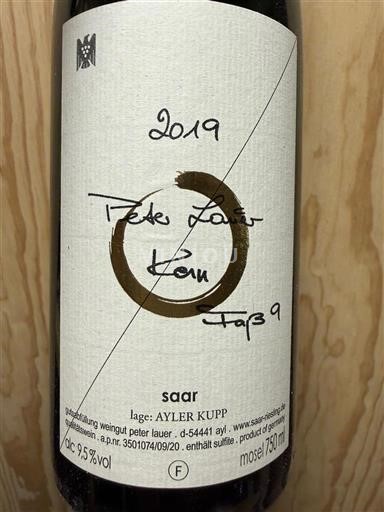 2019
Peter Lauer
Kern
Faß 9
saar
lage: AYLER KUPP
gutsabfüllung weingut peter lauer . d-54441 ayl . www.saar-riesling.de
qualitätswein . a.p.nr. 3501074/09/20 . enthält sulfite . product of germany
alc 9,5%vol
mosel 750 ml
F